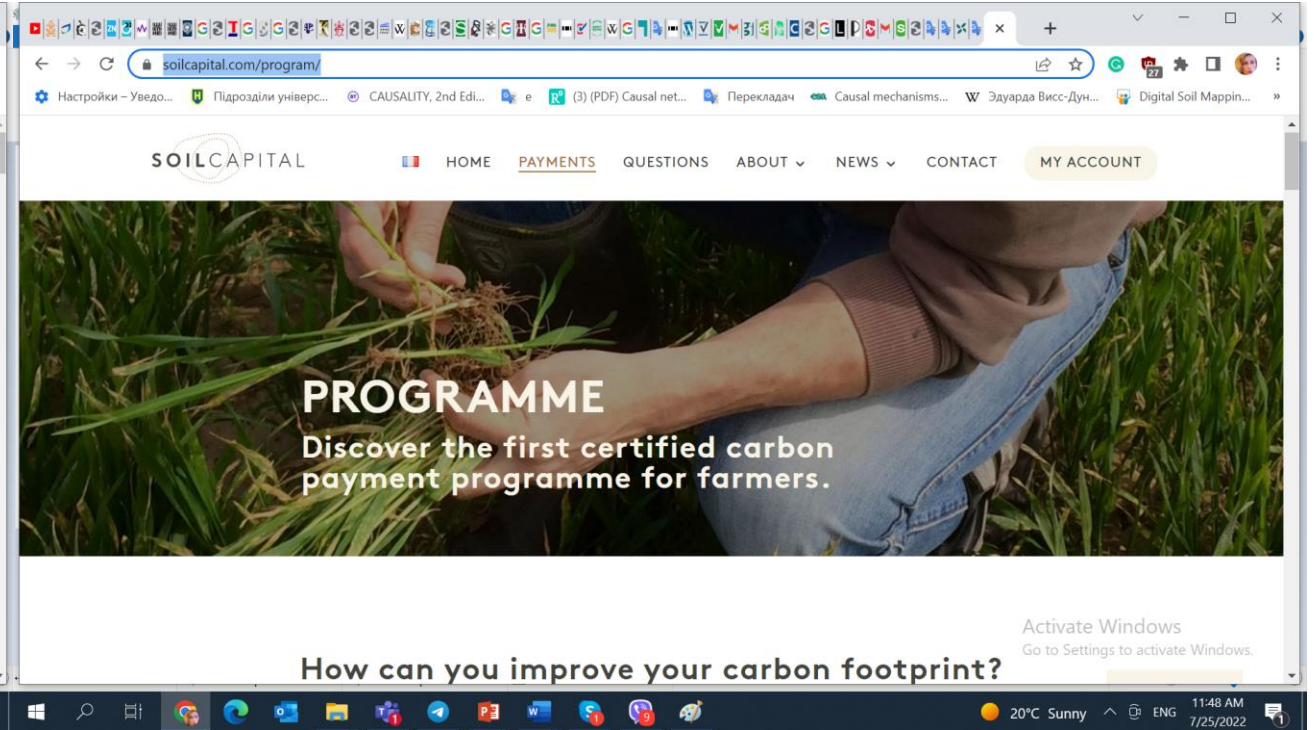 soilcapital.com/program/
27
Настройки – Уведо...
Підрозділи універс...
CAUSALITY, 2nd Edi...
e
(3) (PDF) Causal net...
Перекладач
Causal mechanisms...
W Эдуарда Висс-Дун...
Digital Soil Mappin...
»
SOILCAPITAL
HOME
PAYMENTS
QUESTIONS
ABOUT
NEWS
CONTACT
MY ACCOUNT
PROGRAMME
Discover the first certified carbon
payment programme for farmers.
How can you improve your carbon footprint?
Activate Windows
Go to Settings to activate Windows.
20°C Sunny
ENG
11:48 AM
7/25/2022